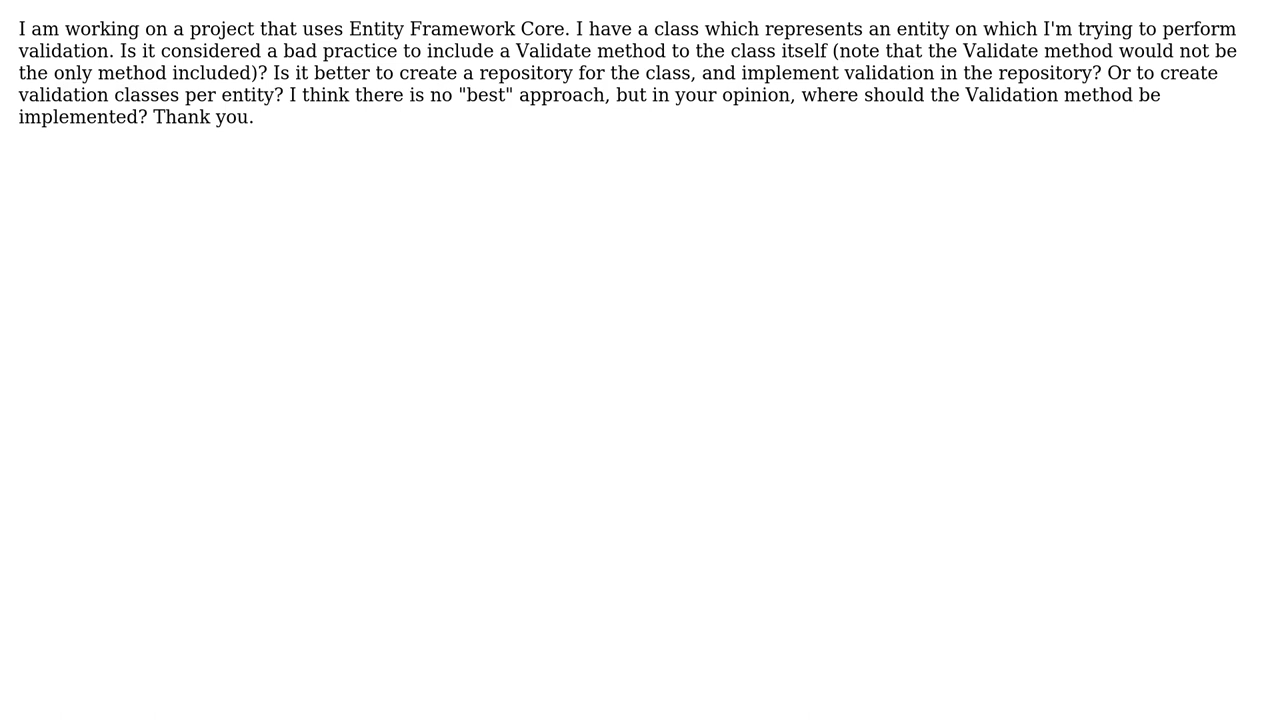 I am working on a project that uses Entity Framework Core. I have a class which represents an entity on which I'm trying to perform
validation. Is it considered a bad practice to include a Validate method to the class itself (note that the Validate method would not be
the only method included)? Is it better to create a repository for the class, and implement validation in the repository? Or to create
validation classes per entity? I think there is no "best" approach, but in your opinion, where should the Validation method be
implemented? Thank you.